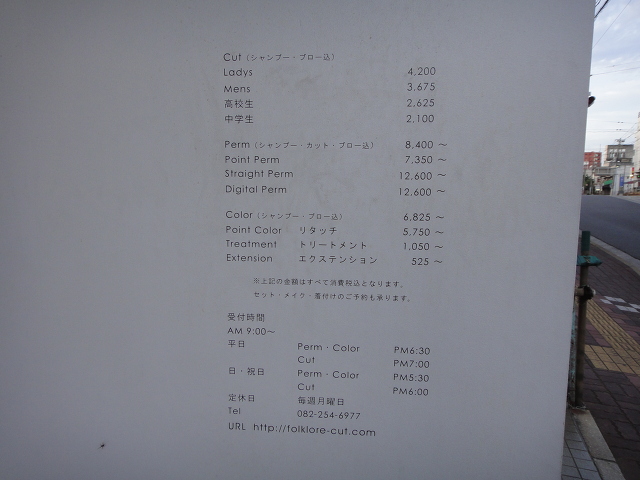 Cut (シャンプー・ブロー込)
Ladys 4,200
Mens 3,675
高校生 2,625
中学生 2,100
Perm (シャンプー・カット・ブロー込) 8,400 ～
Point Perm 7,350 ～
Straight Perm 12,600 ～
Digital Perm 12,600 ～
Color (シャンプー・ブロー込) 6,825 ～
Point Color リタッチ 5,750 ～
Treatment トリートメント 1,050 ～
Extension エクステンション 525 ～
※上記の金額はすべて消費税込となります。
セット・メイク・着付けのご予約も承ります。
受付時間
AM 9:00～
平日 Perm・Color PM6:30
Cut PM7:00
日・祝日 Perm・Color PM5:30
Cut PM6:00
定休日 毎週月曜日
Tel 082-254-6977
URL http://folklore-cut.com